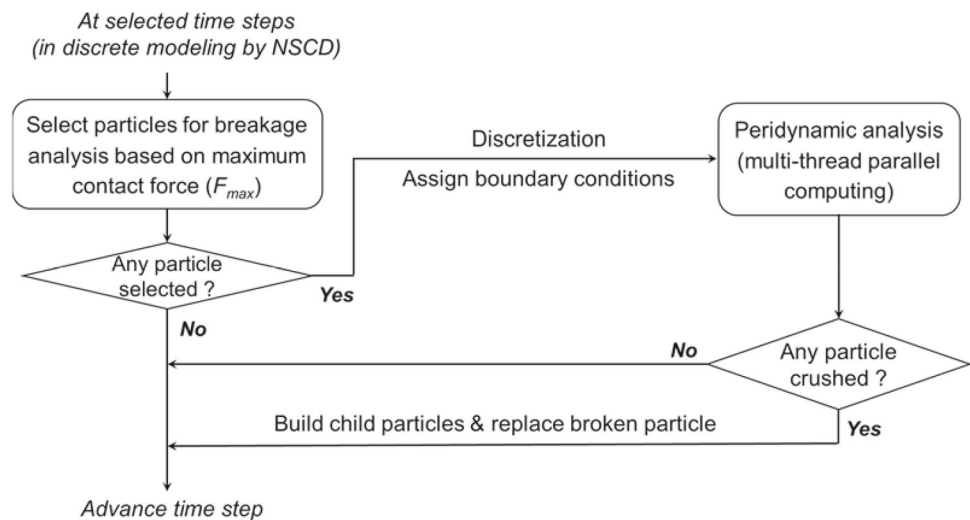 At selected time steps
(in discrete modeling by NSCD)
Select particles for breakage
analysis based on maximum
contact force (Fmax)
Any particle
selected ?
Yes
No
Discretization
Assign boundary conditions
Peridynamic analysis
(multi-thread parallel
computing)
Any particle
crushed ?
No
Yes
Build child particles & replace broken particle
Advance time step